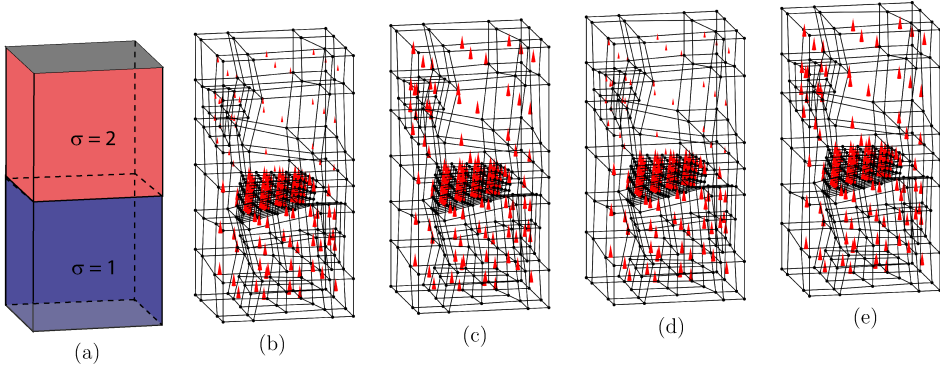 σ = 2
σ = 1
(a)
(b)
(c)
(d)
(e)